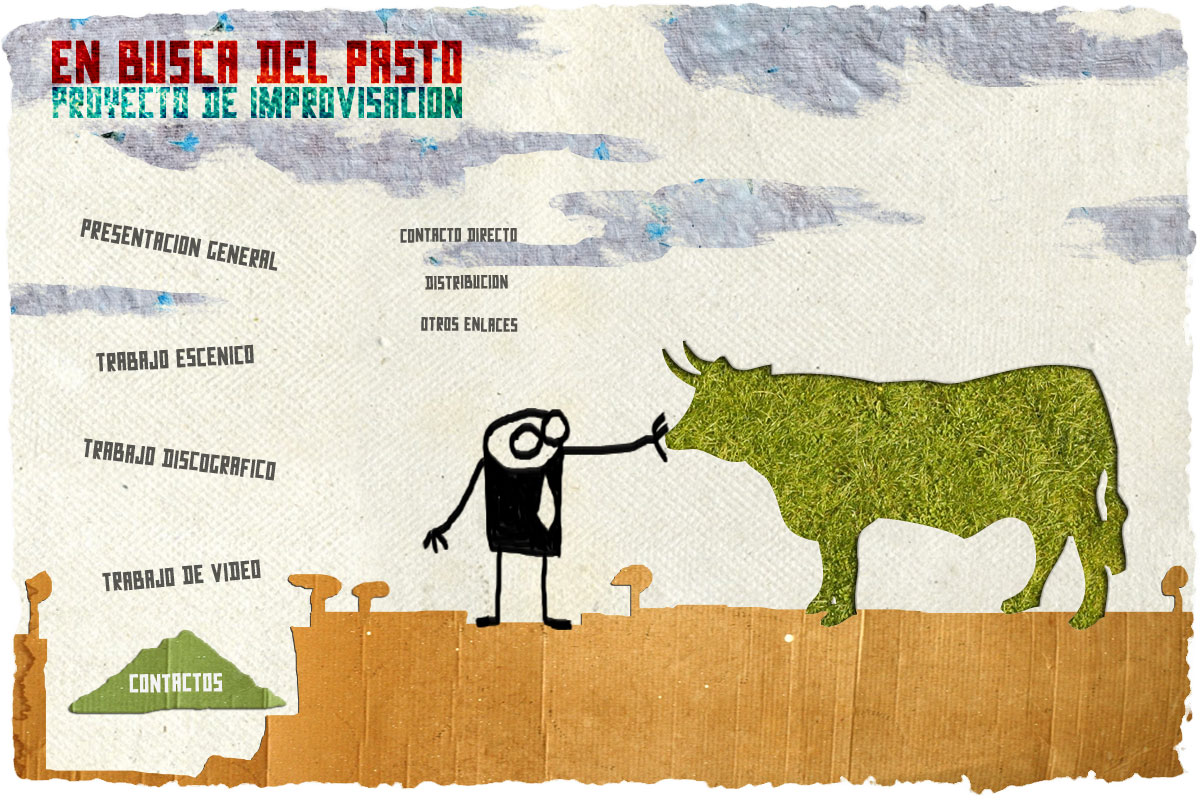 EN BUSCA DEL PASTO
PROYECTO DE IMPROVISACION
PRESENTACION GENERAL
TRABAJO ESCENICO
TRABAJO DISCOGRAFICO
TRABAJO DE VIDEO
CONTACTOS
CONTACTO DIRECTO
DISTRIBUCION
OTROS ENLACES